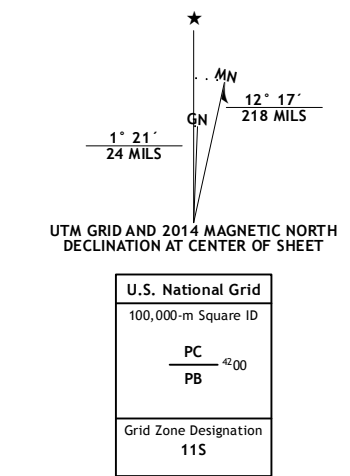 ★
MN
GN
12° 17´
218 MILS
1° 21´
24 MILS
UTM GRID AND 2014 MAGNETIC NORTH
DECLINATION AT CENTER OF SHEET
U.S. National Grid
100,000-m Square ID
PC
4200
PB
Grid Zone Designation
11S